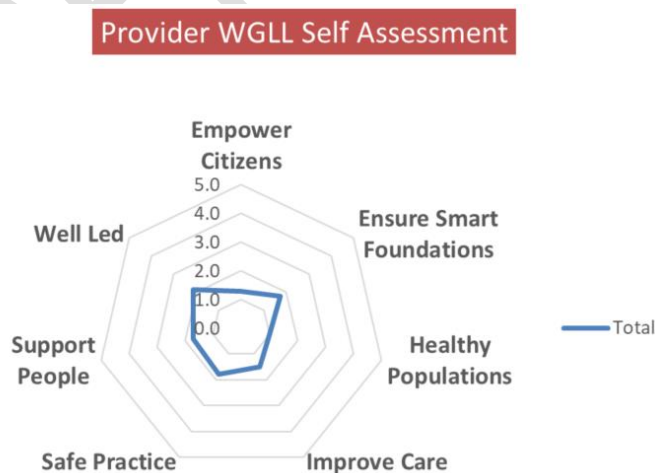 Provider WGLL Self Assessment
Empower
Citizens
5.0
4.0
3.0
2.0
1.0
0.0
Ensure Smart
Foundations
Healthy
Populations
Improve Care
Safe Practice
Support
People
Well Led
Total